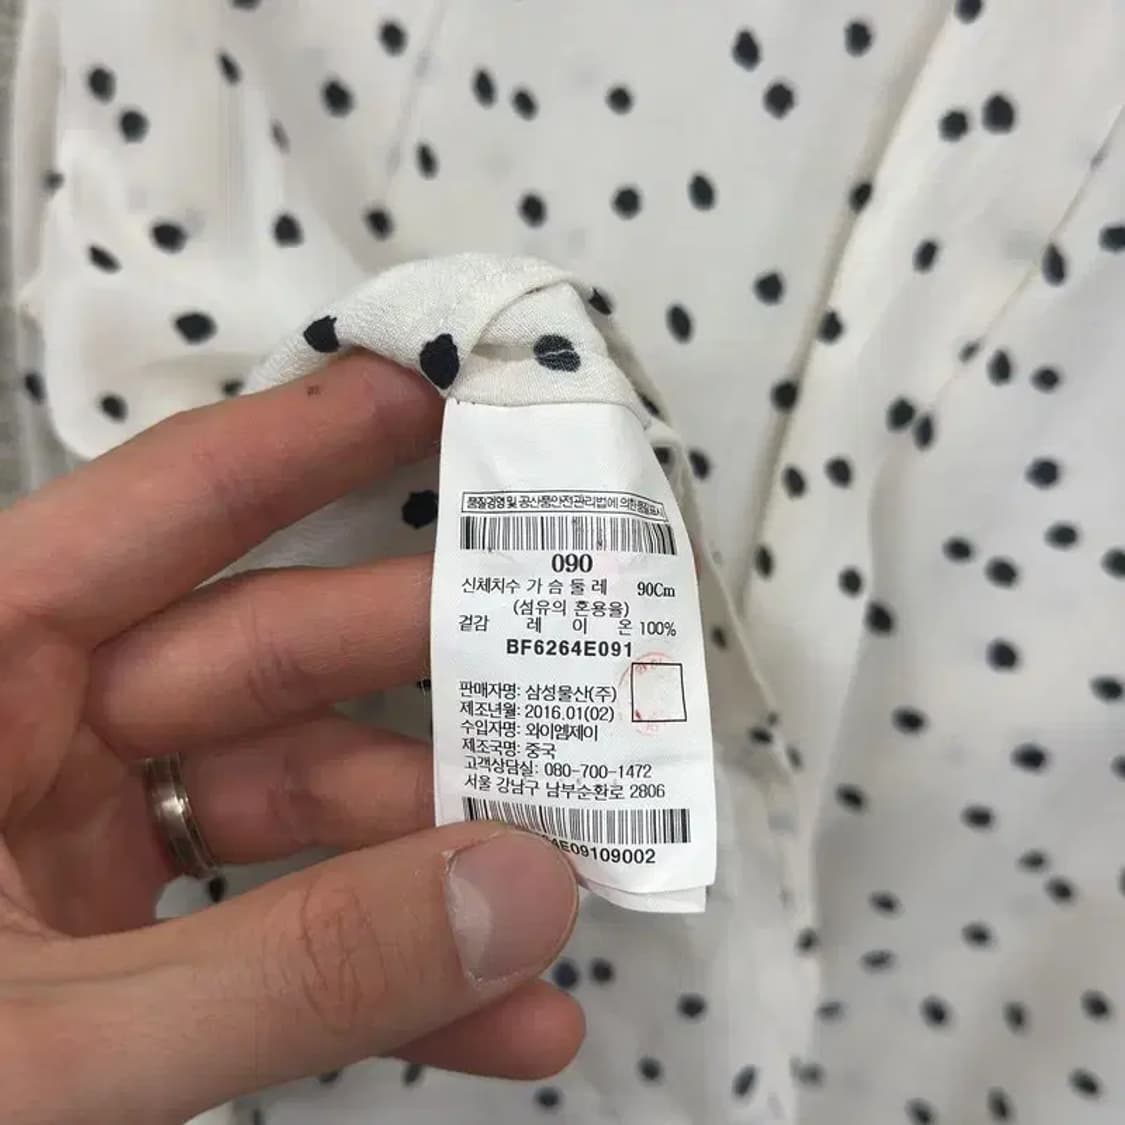 품질경영 및 공산품안전관리법에 의한 품질표시
090
신체치수 가 슴 둘 레 90Cm
(섬유의 혼용율)
겉감 레 이 온 100%
BF6264E091
판매자명: 삼성물산(주)
제조년월: 2016.01(02)
수입자명: 와이엠제이
제조국명: 중국
고객상담실: 080-700-1472
서울 강남구 남부순환로 2806
4E09109002